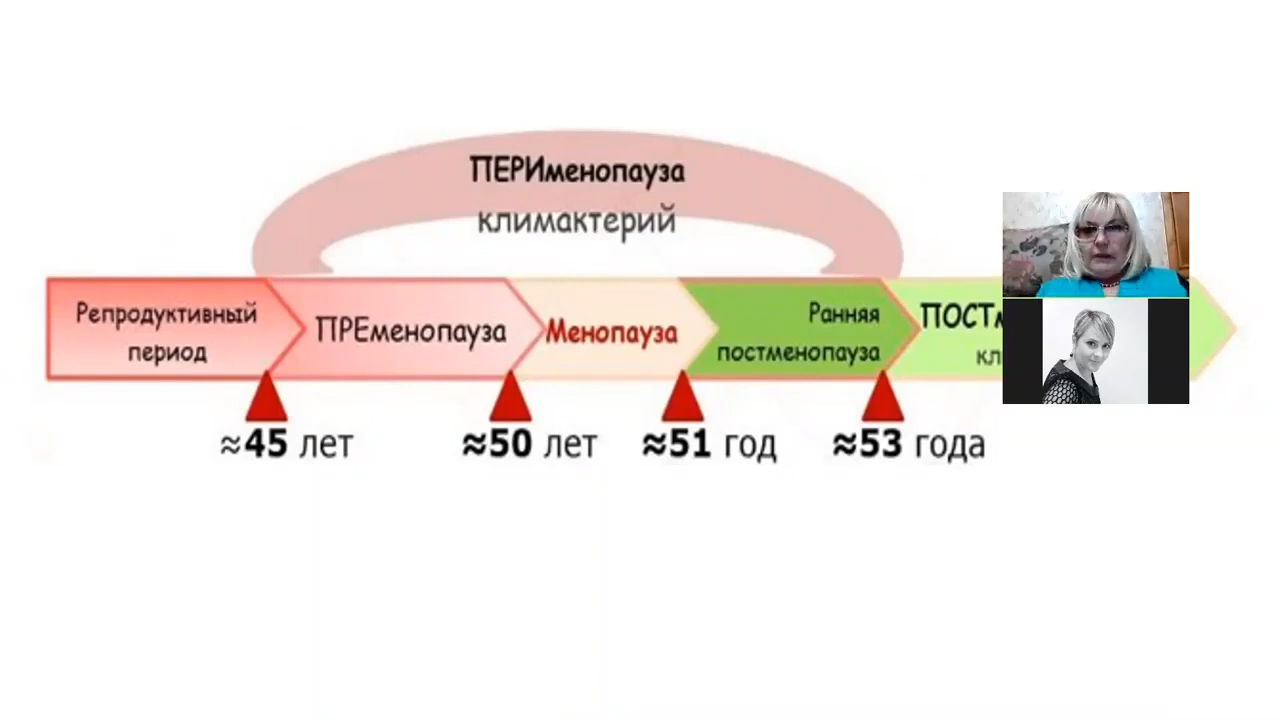 ПЕРИменопауза
климактерий
Репродуктивный
период
ПРЕменопауза
Менопауза
Ранняя
постменопауза
≈45 лет
≈50 лет
≈51 год
≈53 года